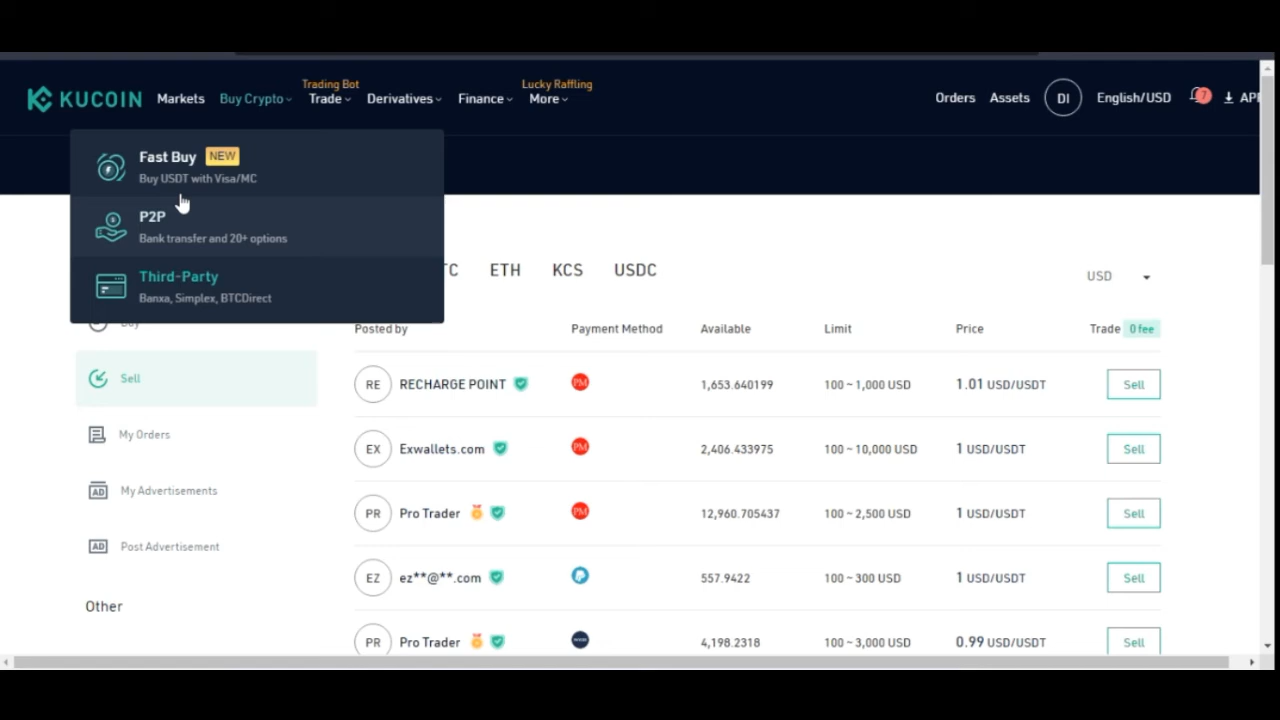 Trading Bot
Lucky Raffling
KUCOIN Markets Buy Crypto Trade Derivatives Finance More Orders Assets DI English/USD 7
Fast Buy NEW
Buy USDT with Visa/MC
P2P
Bank transfer and 20+ options
Third-Party
Banxa, Simplex, BTCDirect
ETH KCS USDC USD
Buy
Posted by Payment Method Available Limit Price Trade 0 fee
Sell
RE RECHARGE POINT PM 1,653.640199 100 ~ 1,000 USD 1.01 USD/USDT Sell
My Orders
EX Exwallets.com PM 2,406.433975 100 ~ 10,000 USD 1 USD/USDT Sell
AD My Advertisements
PR Pro Trader PM 12,960.705437 100 ~ 2,500 USD 1 USD/USDT Sell
AD Post Advertisement
EZ ez**@**.com 557.9422 100 ~ 300 USD 1 USD/USDT Sell
Other
PR Pro Trader 4,198.2318 100 ~ 3,000 USD 0.99 USD/USDT Sell